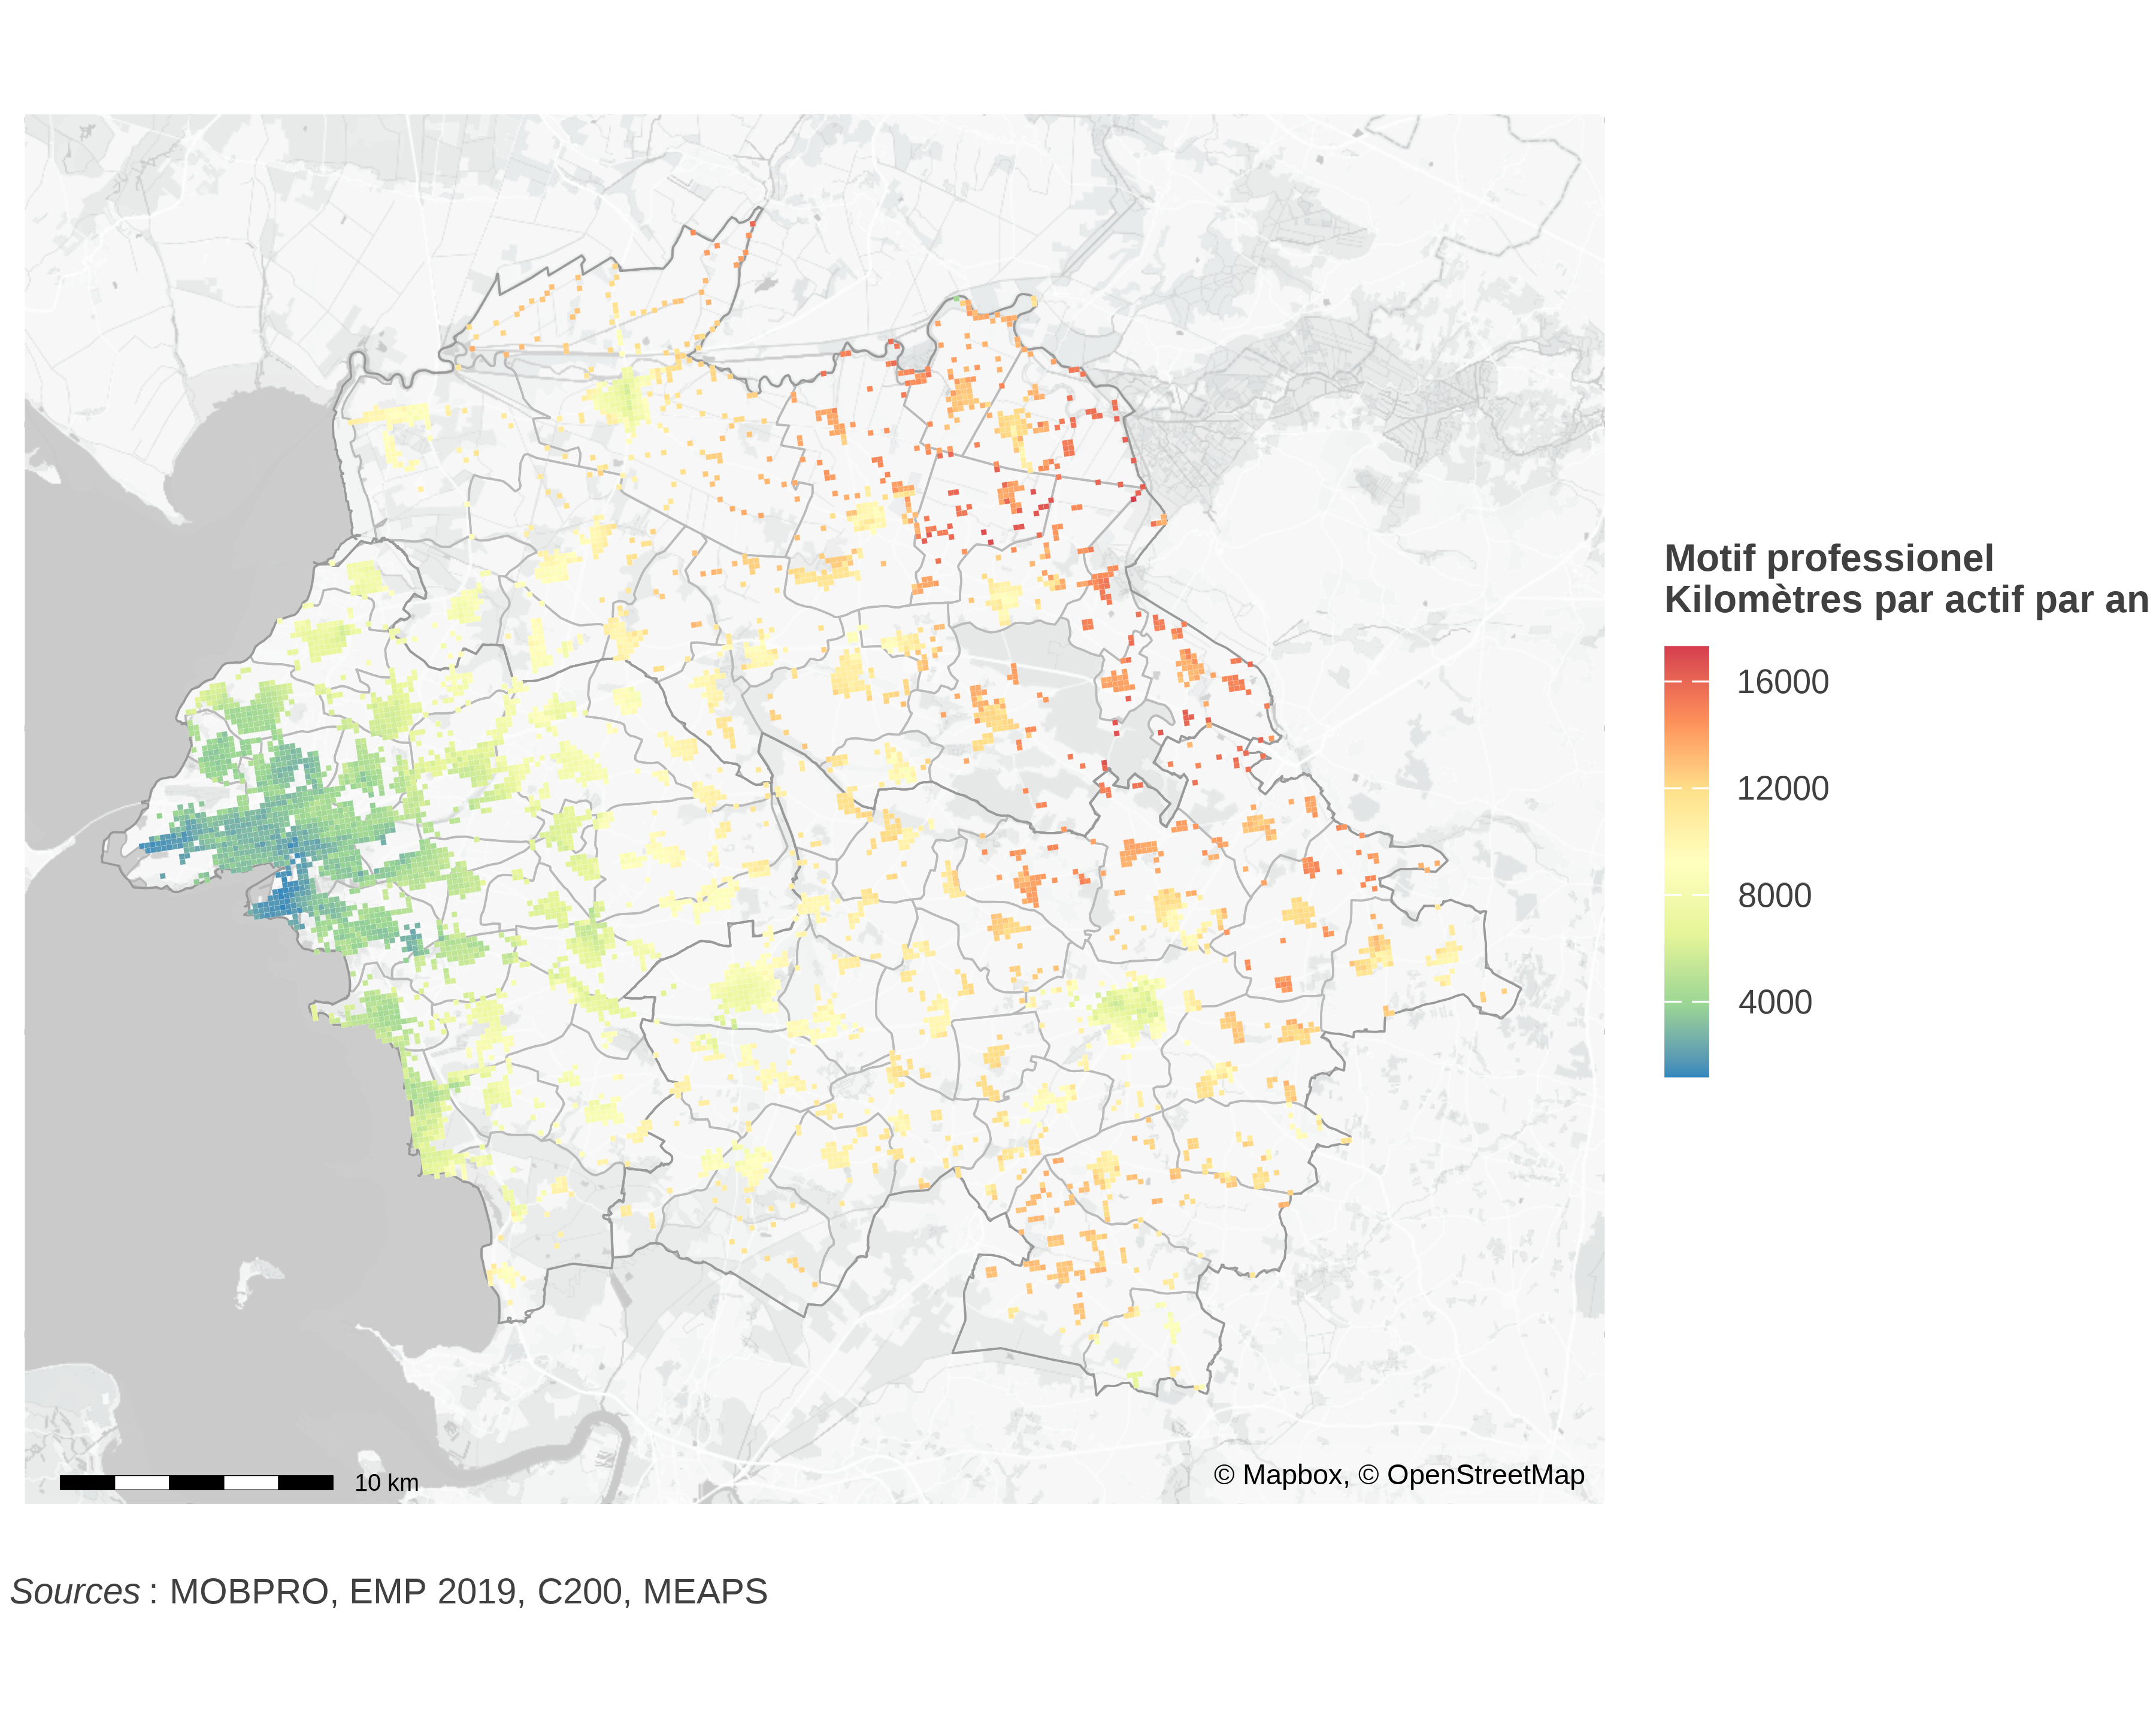 Motif professionel
Kilomètres par actif par an
16000
12000
8000
4000
10 km
© Mapbox, © OpenStreetMap
Sources : MOBPRO, EMP 2019, C200, MEAPS